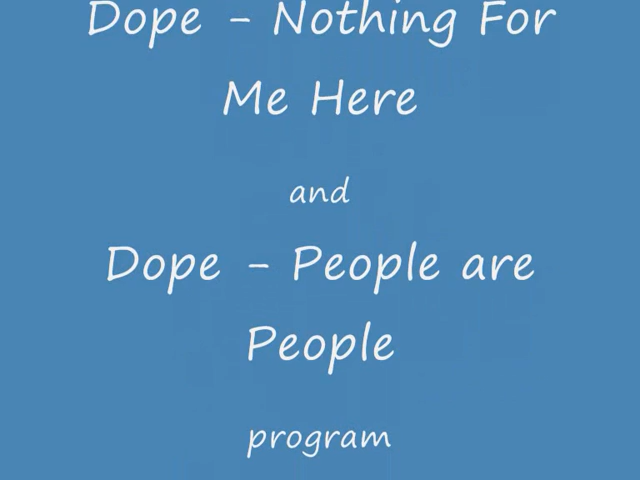 Dope - Nothing For
Me Here
and
Dope - People are
People
program